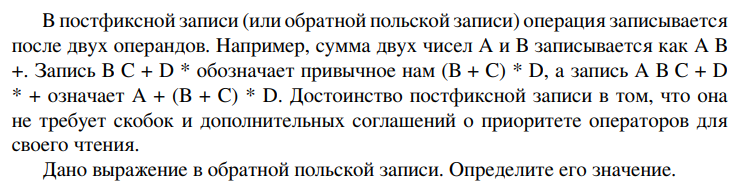 В постфиксной записи (или обратной польской записи) операция записывается
после двух операндов. Например, сумма двух чисел A и B записывается как A B
+. Запись B C + D * обозначает привычное нам (B + C) * D, а запись A B C + D
* + означает A + (B + C) * D. Достоинство постфиксной записи в том, что она
не требует скобок и дополнительных соглашений о приоритете операторов для
своего чтения.
Дано выражение в обратной польской записи. Определите его значение.